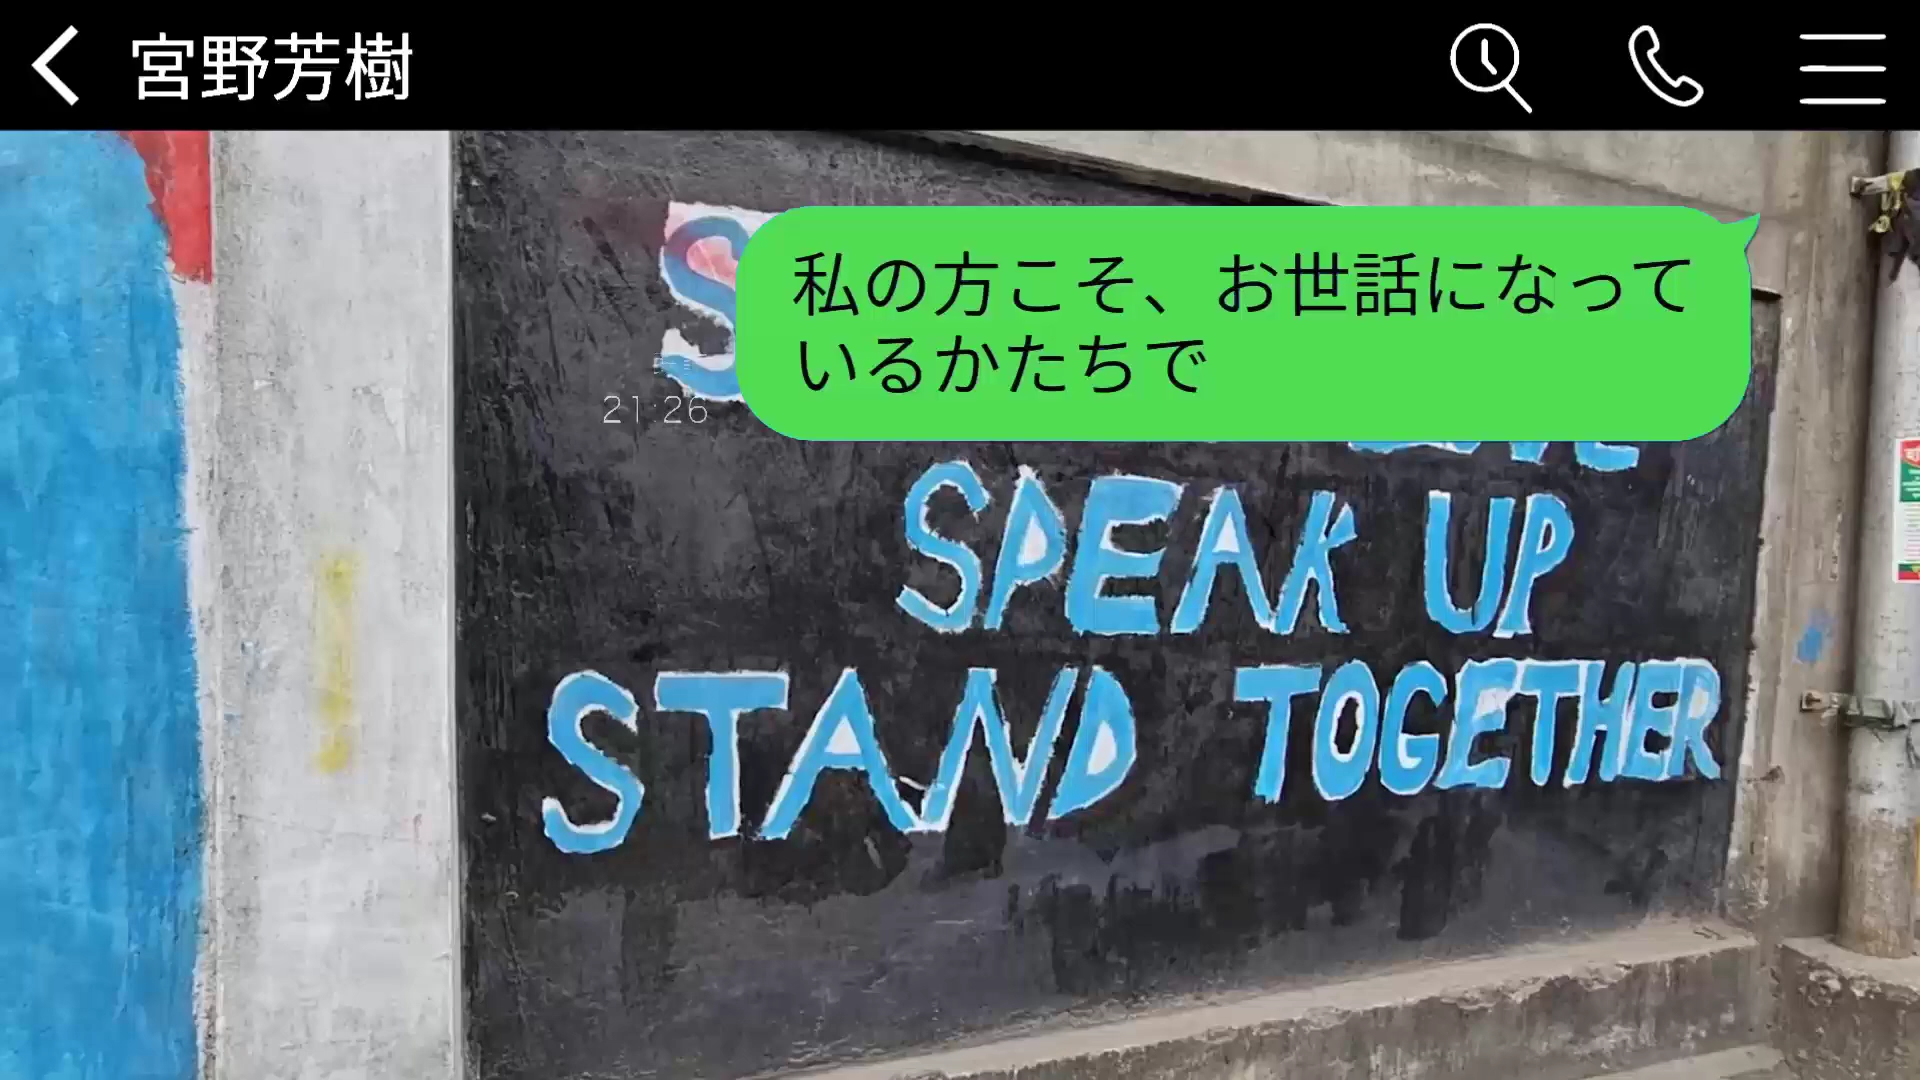 宮野芳樹
私の方こそ、お世話になって
いるかたちで
21:26
SPEAK UP
STAND TOGETHER